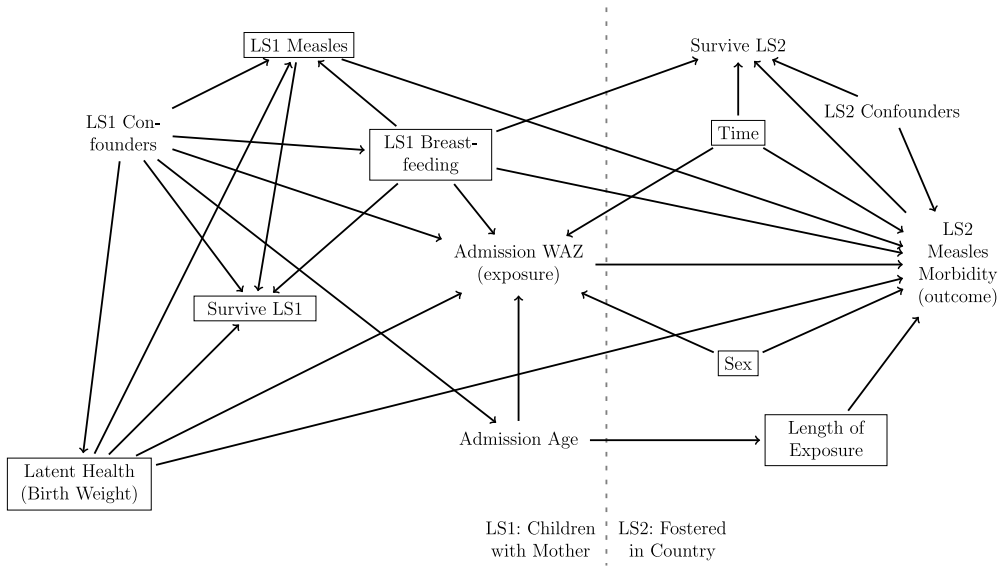 LS1 Measles
Survive LS2
LS2 Confounders
LS1 Con-
founders
Time
LS1 Breast-
feeding
LS2
Measles
Morbidity
(outcome)
Admission WAZ
(exposure)
Survive LS1
Sex
Admission Age
Length of
Exposure
Latent Health
(Birth Weight)
LS1: Children
with Mother
LS2: Fostered
in Country